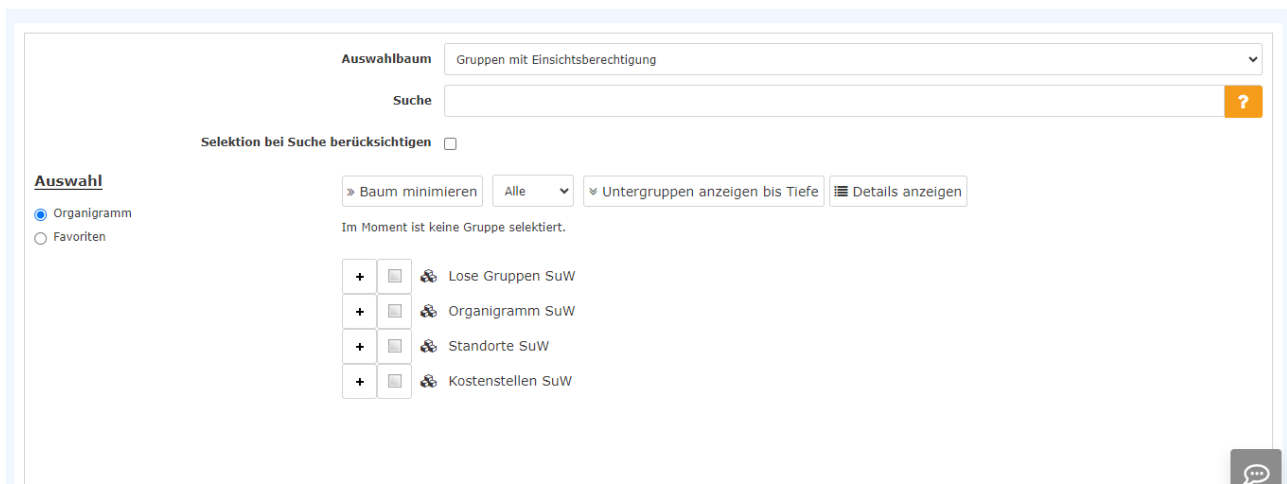 Auswahlbaum Gruppen mit Einsichtsberechtigung
Suche ?
Selektion bei Suche berücksichtigen
Auswahl
Organigramm
Favoriten
» Baum minimieren Alle Untergruppen anzeigen bis Tiefe Details anzeigen
Im Moment ist keine Gruppe selektiert.
+ Lose Gruppen SuW
+ Organigramm SuW
+ Standorte SuW
+ Kostenstellen SuW